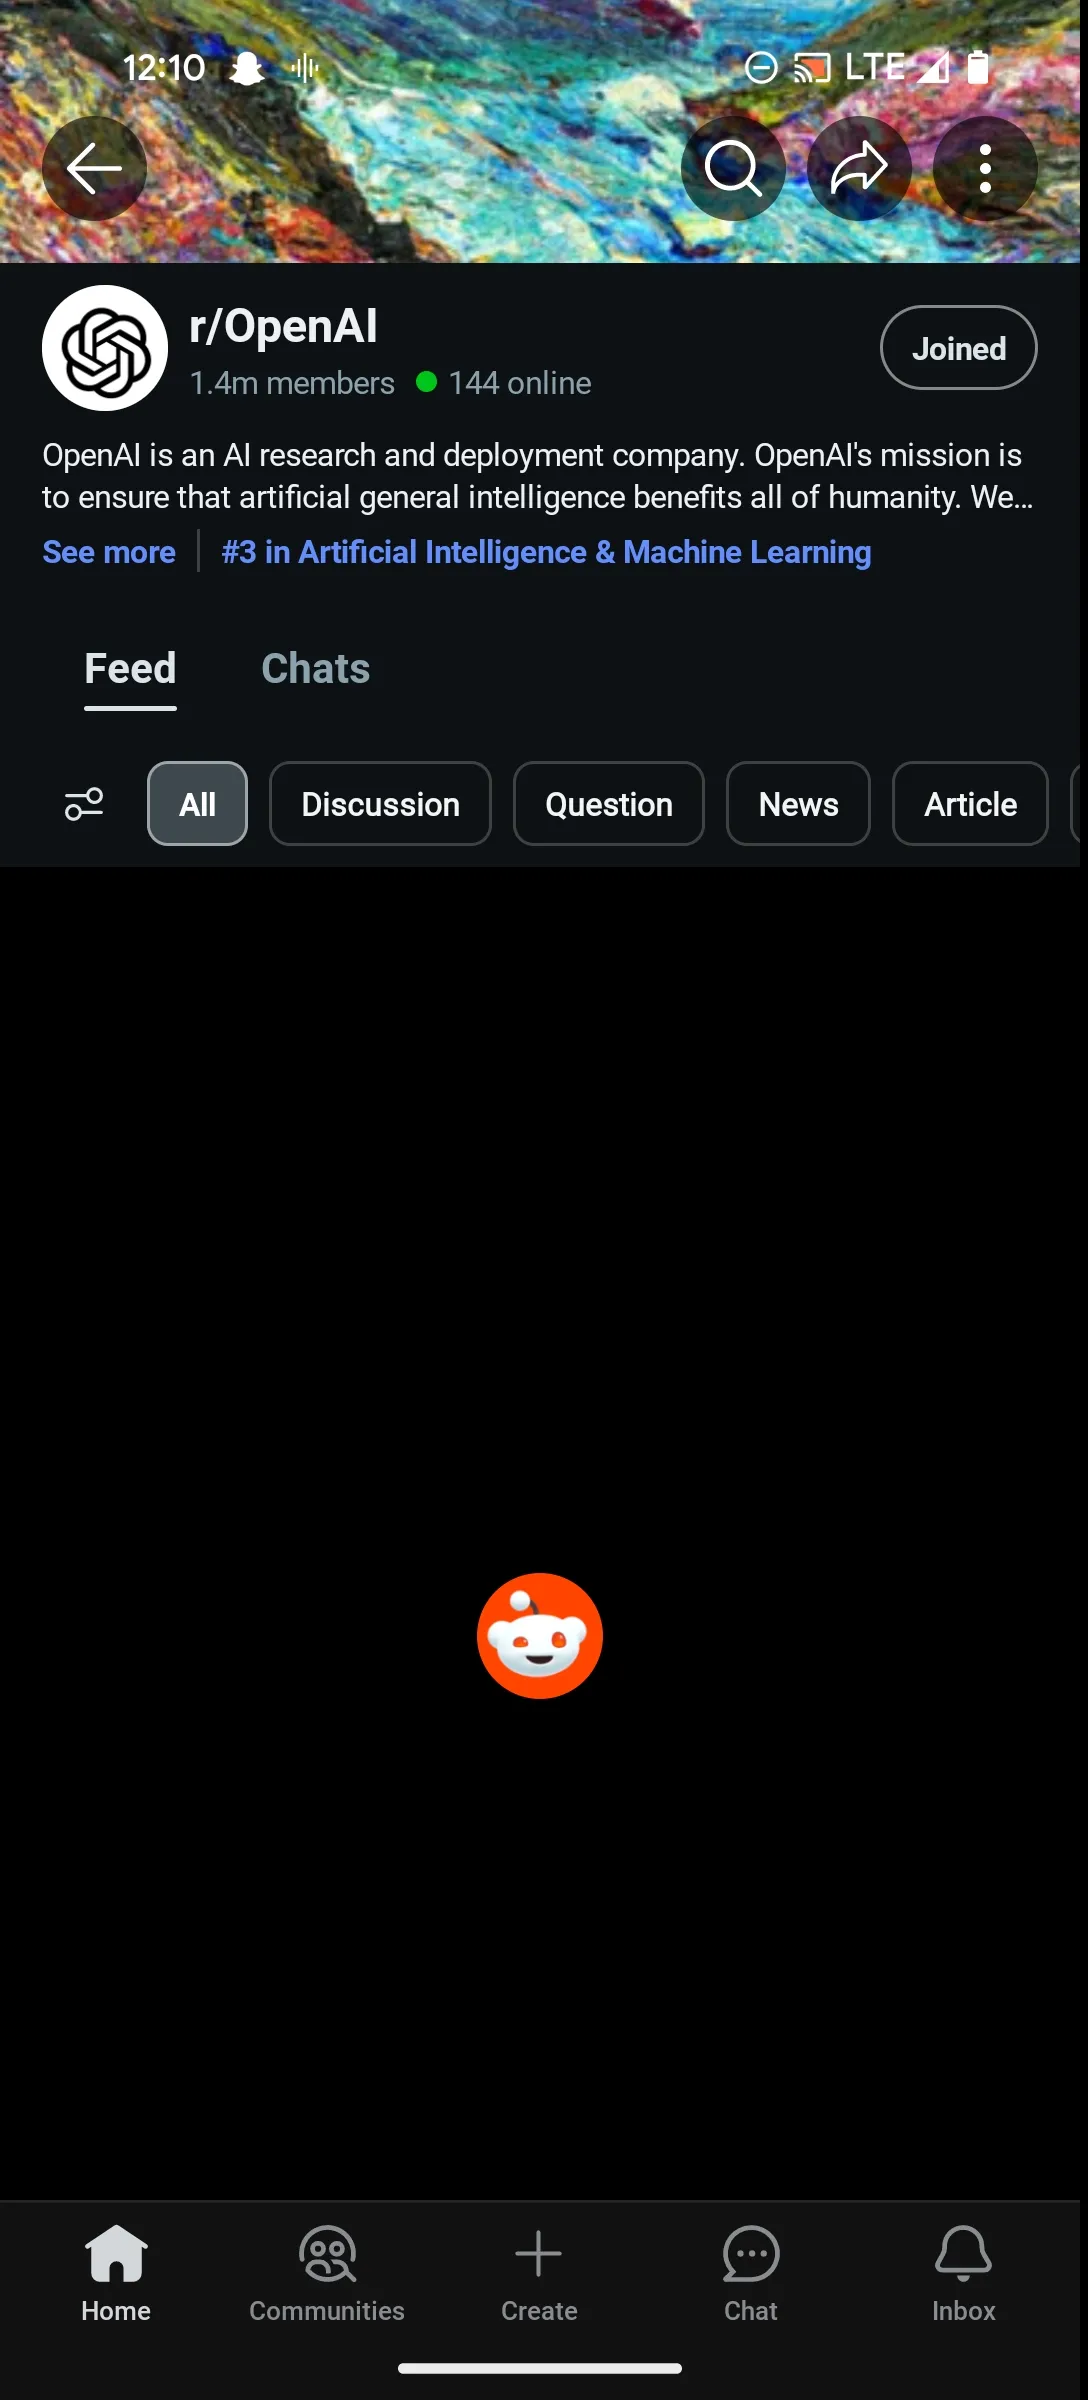 12:10 LTE
r/OpenAI
Joined
1.4m members 144 online
OpenAI is an AI research and deployment company. OpenAI's mission is
to ensure that artificial general intelligence benefits all of humanity. We…
See more #3 in Artificial Intelligence & Machine Learning
Feed Chats
All Discussion Question News Article
Home Communities Create Chat Inbox